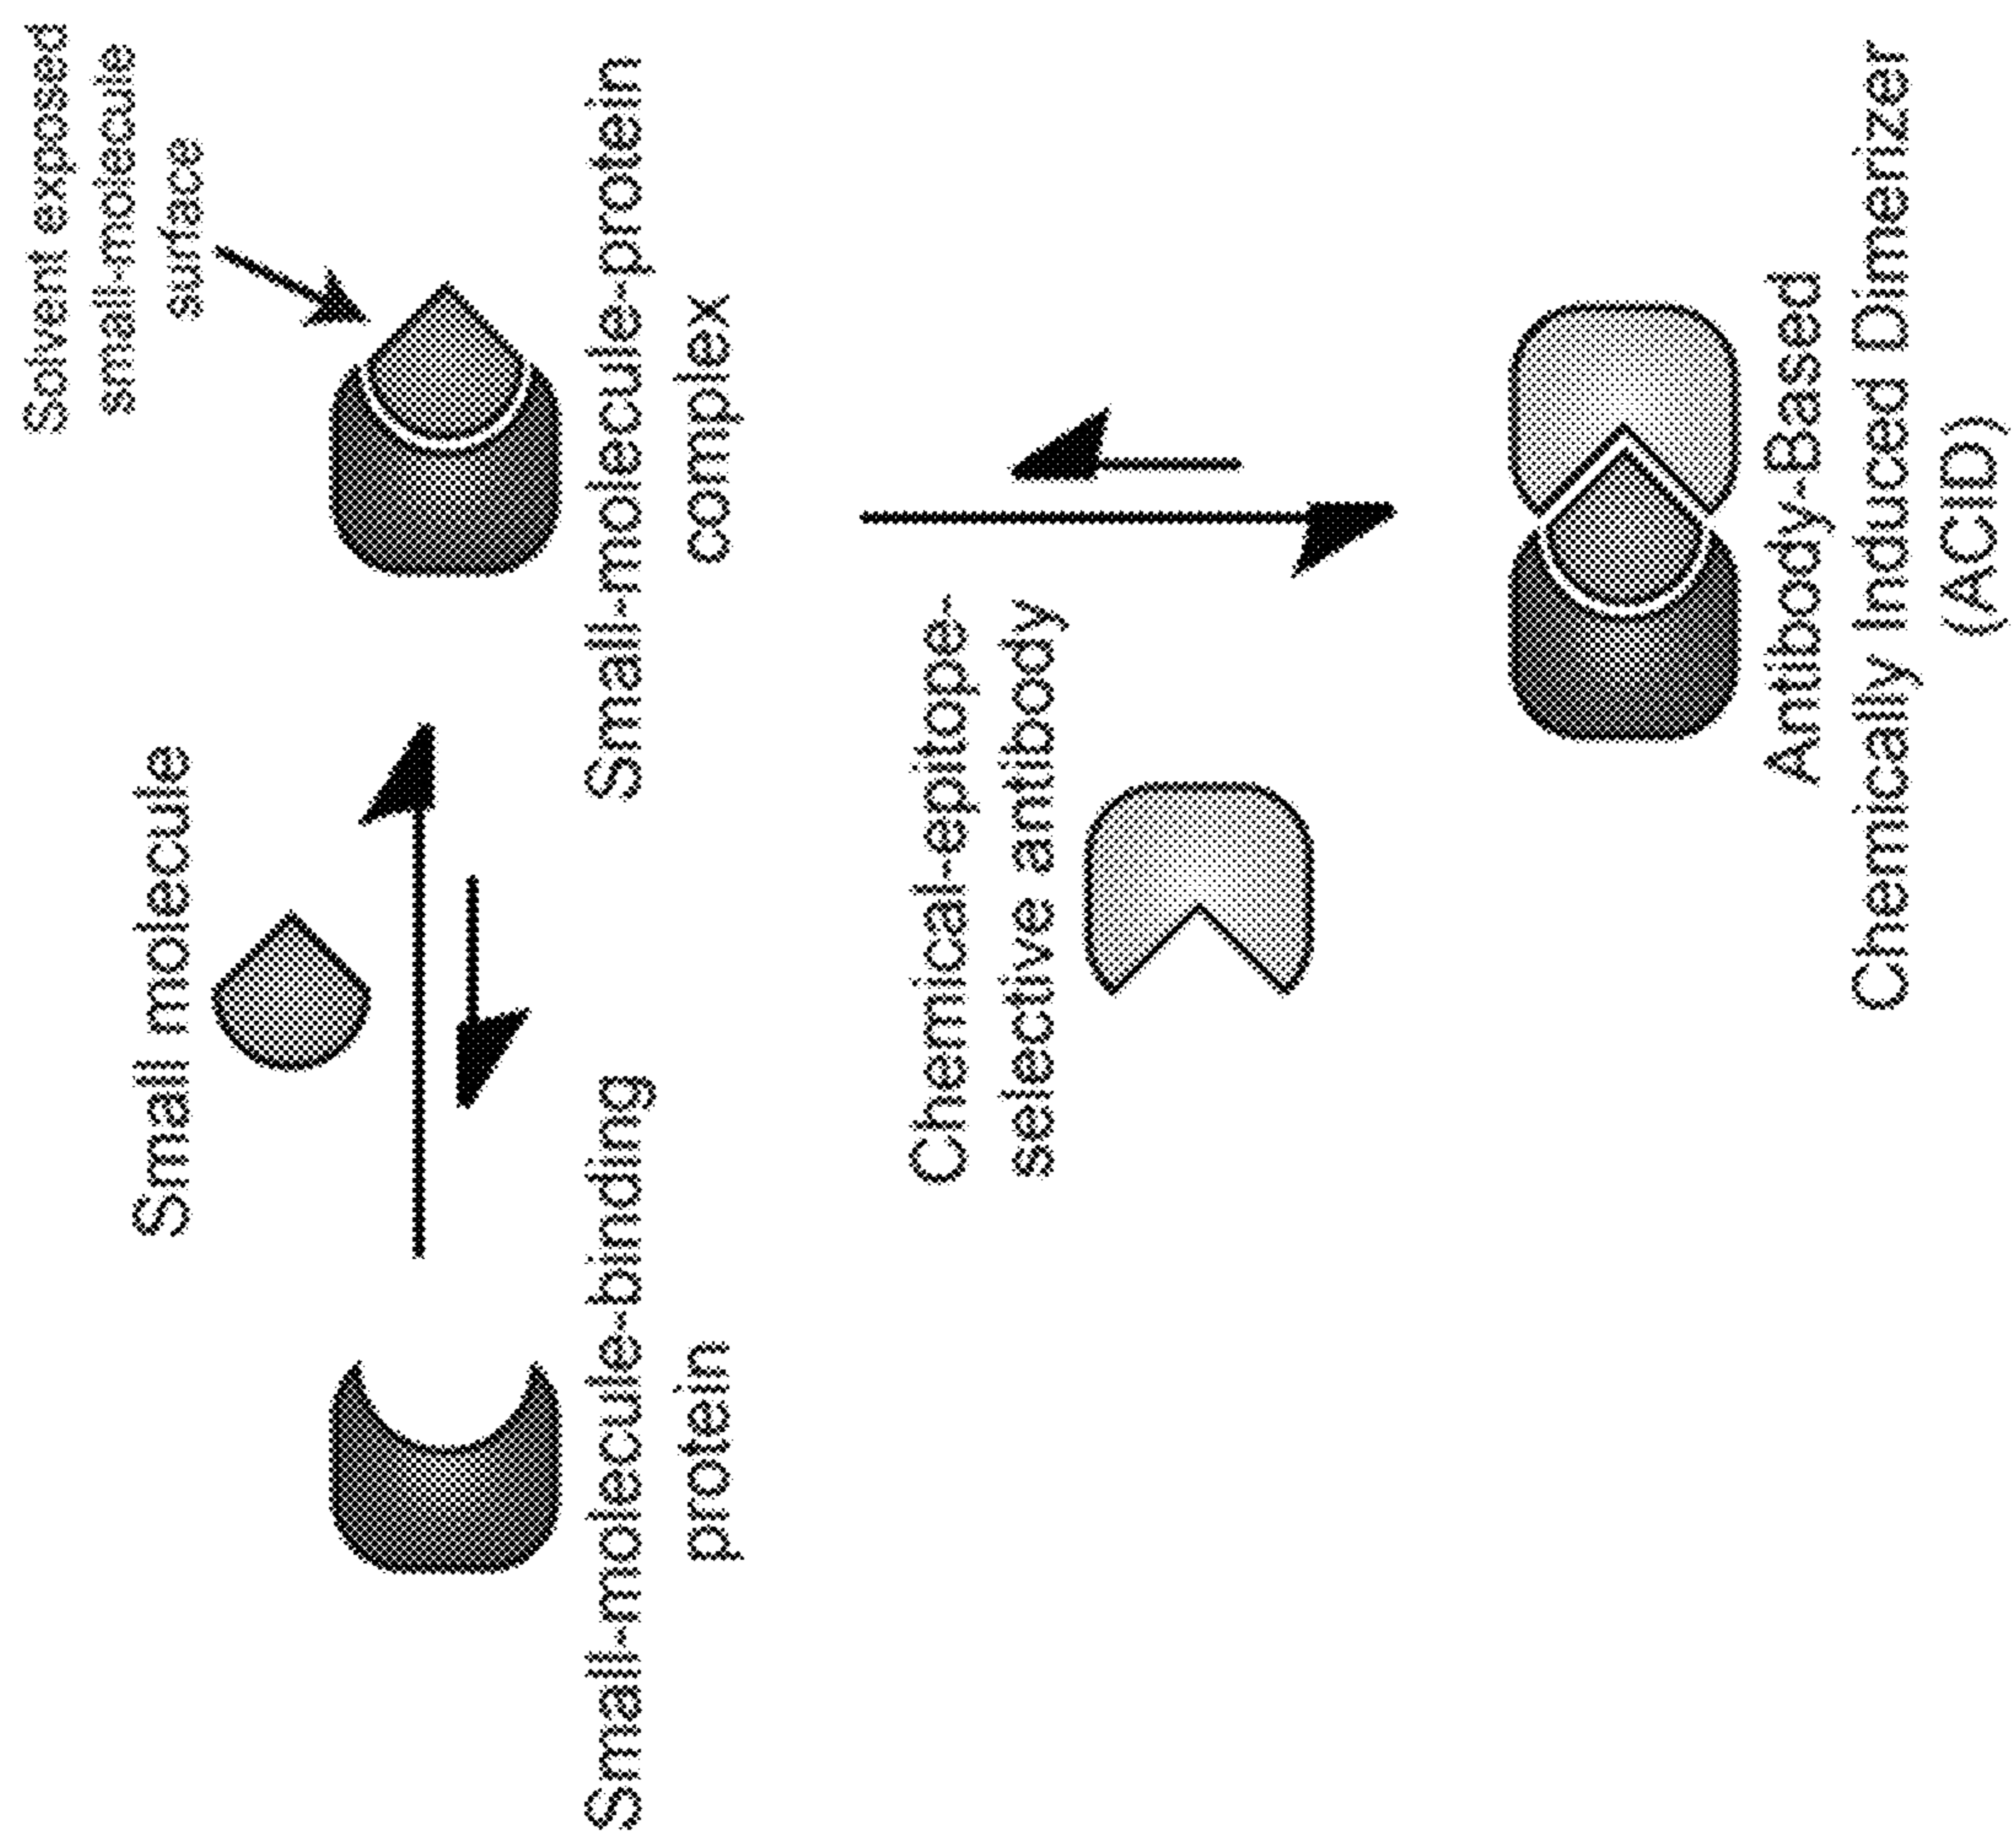 Solvent exposed
small-molecule
surface
Small molecule
Small-molecule-binding
protein
Small-molecule-protein
complex
Chemical-epitope-
selective antibody
Antibody-Based
Chemically Induced Dimerizer
(ACID)